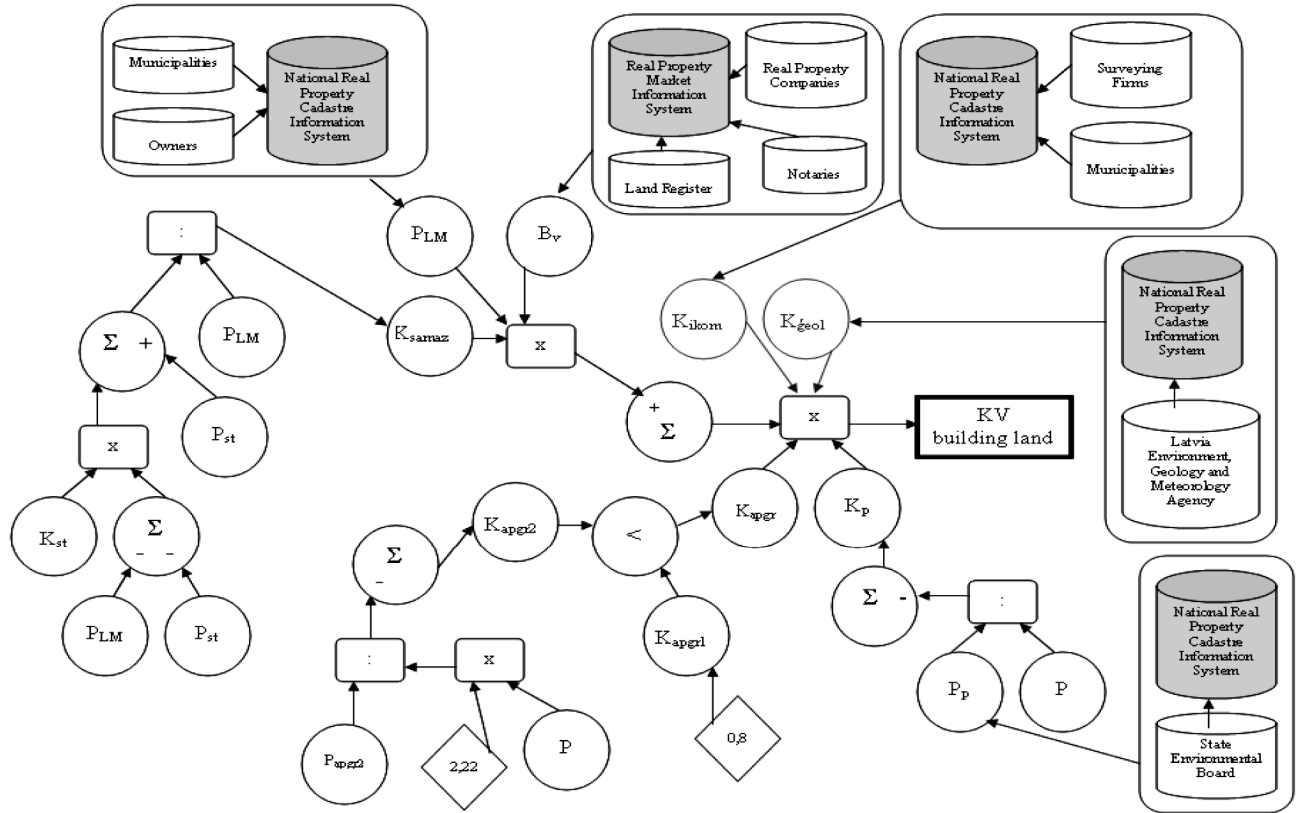 Municipalities
Owners
National Real
Property
Cadastre
Information
System
Real Property
Market
Information
System
Real Property
Companies
Land Register
Notaries
National Real
Property
Cadastre
Information
System
Surveying
Firms
Municipalities
:
P_LM
B_v
Σ +
P_LM
K_samaz
x
K_ikom
K_ģeol
National Real
Property
Cadastre
Information
System
Latvia
Environment,
Geology and
Meteorology
Agency
x
P_st
+
Σ
x
KV
building land
K_st
Σ
- -
P_LM
P_st
Σ
-
K_apgr2
<
K_apgr
K_p
K_apgr1
Σ -
:
:
x
P_apgr2
2,22
P
0,8
P_p
P
National Real
Property
Cadastre
Information
System
State
Environmental
Board